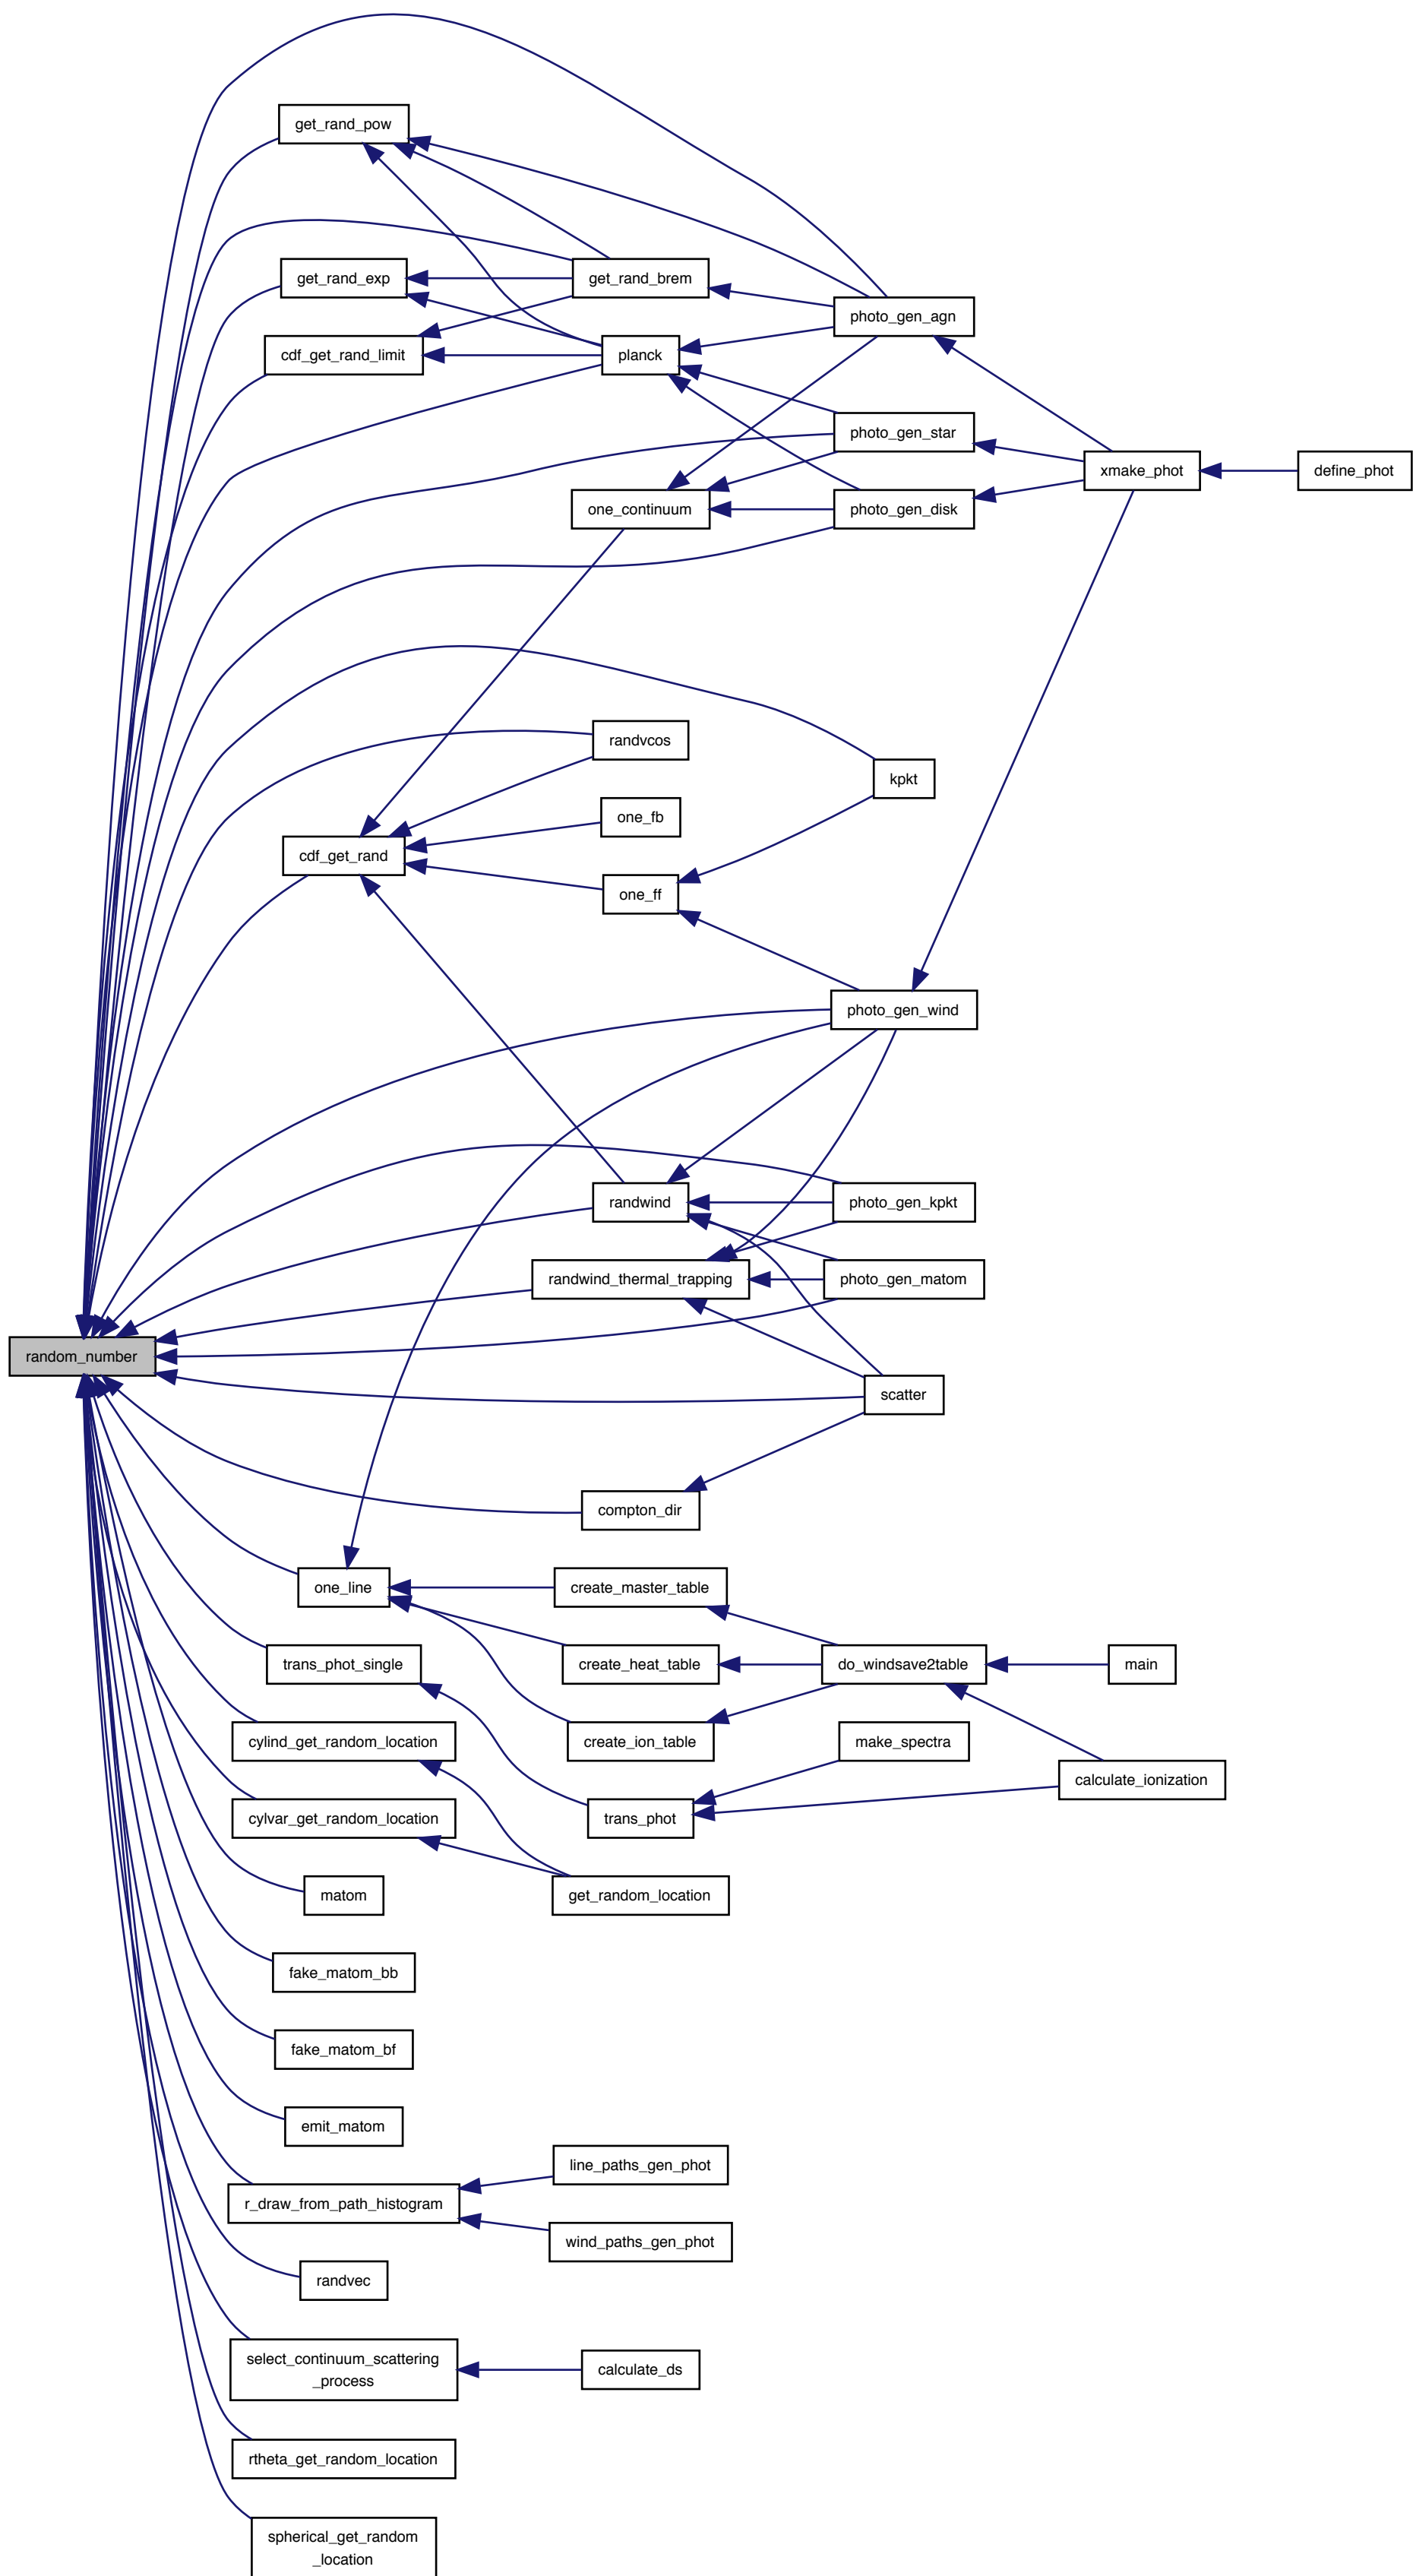 get_rand_pow
get_rand_exp
get_rand_brem
photo_gen_agn
cdf_get_rand_limit
planck
photo_gen_star
xmake_phot
define_phot
one_continuum
photo_gen_disk
randvcos
kpkt
one_fb
cdf_get_rand
one_ff
photo_gen_wind
randwind
photo_gen_kpkt
randwind_thermal_trapping
photo_gen_matom
random_number
scatter
compton_dir
one_line
create_master_table
trans_phot_single
create_heat_table
do_windsave2table
main
cylind_get_random_location
create_ion_table
make_spectra
calculate_ionization
cylvar_get_random_location
trans_phot
matom
get_random_location
fake_matom_bb
fake_matom_bf
emit_matom
line_paths_gen_phot
r_draw_from_path_histogram
wind_paths_gen_phot
randvec
select_continuum_scattering
_process
calculate_ds
rtheta_get_random_location
spherical_get_random
_location